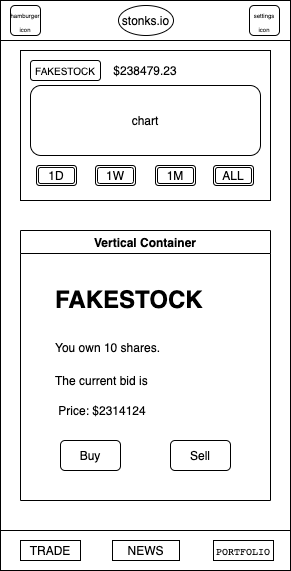 hamburger
icon
stonks.io
settings
icon
FAKESTOCK $238479.23
chart
1D 1W 1M ALL
Vertical Container
FAKESTOCK
You own 10 shares.
The current bid is
Price: $2314124
Buy Sell
TRADE NEWS PORTFOLIO